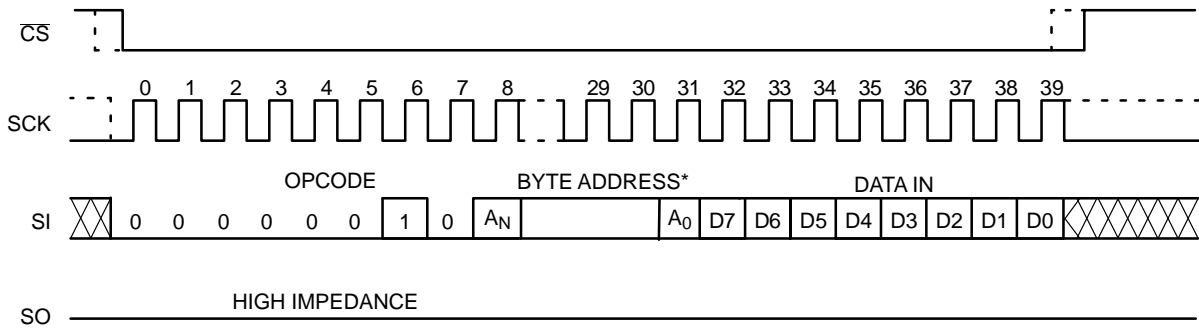 CS
0 1 2 3 4 5 6 7 8 29 30 31 32 33 34 35 36 37 38 39
SCK
OPCODE BYTE ADDRESS* DATA IN
SI 0 0 0 0 0 0 1 0 AN A0 D7 D6 D5 D4 D3 D2 D1 D0
HIGH IMPEDANCE
SO